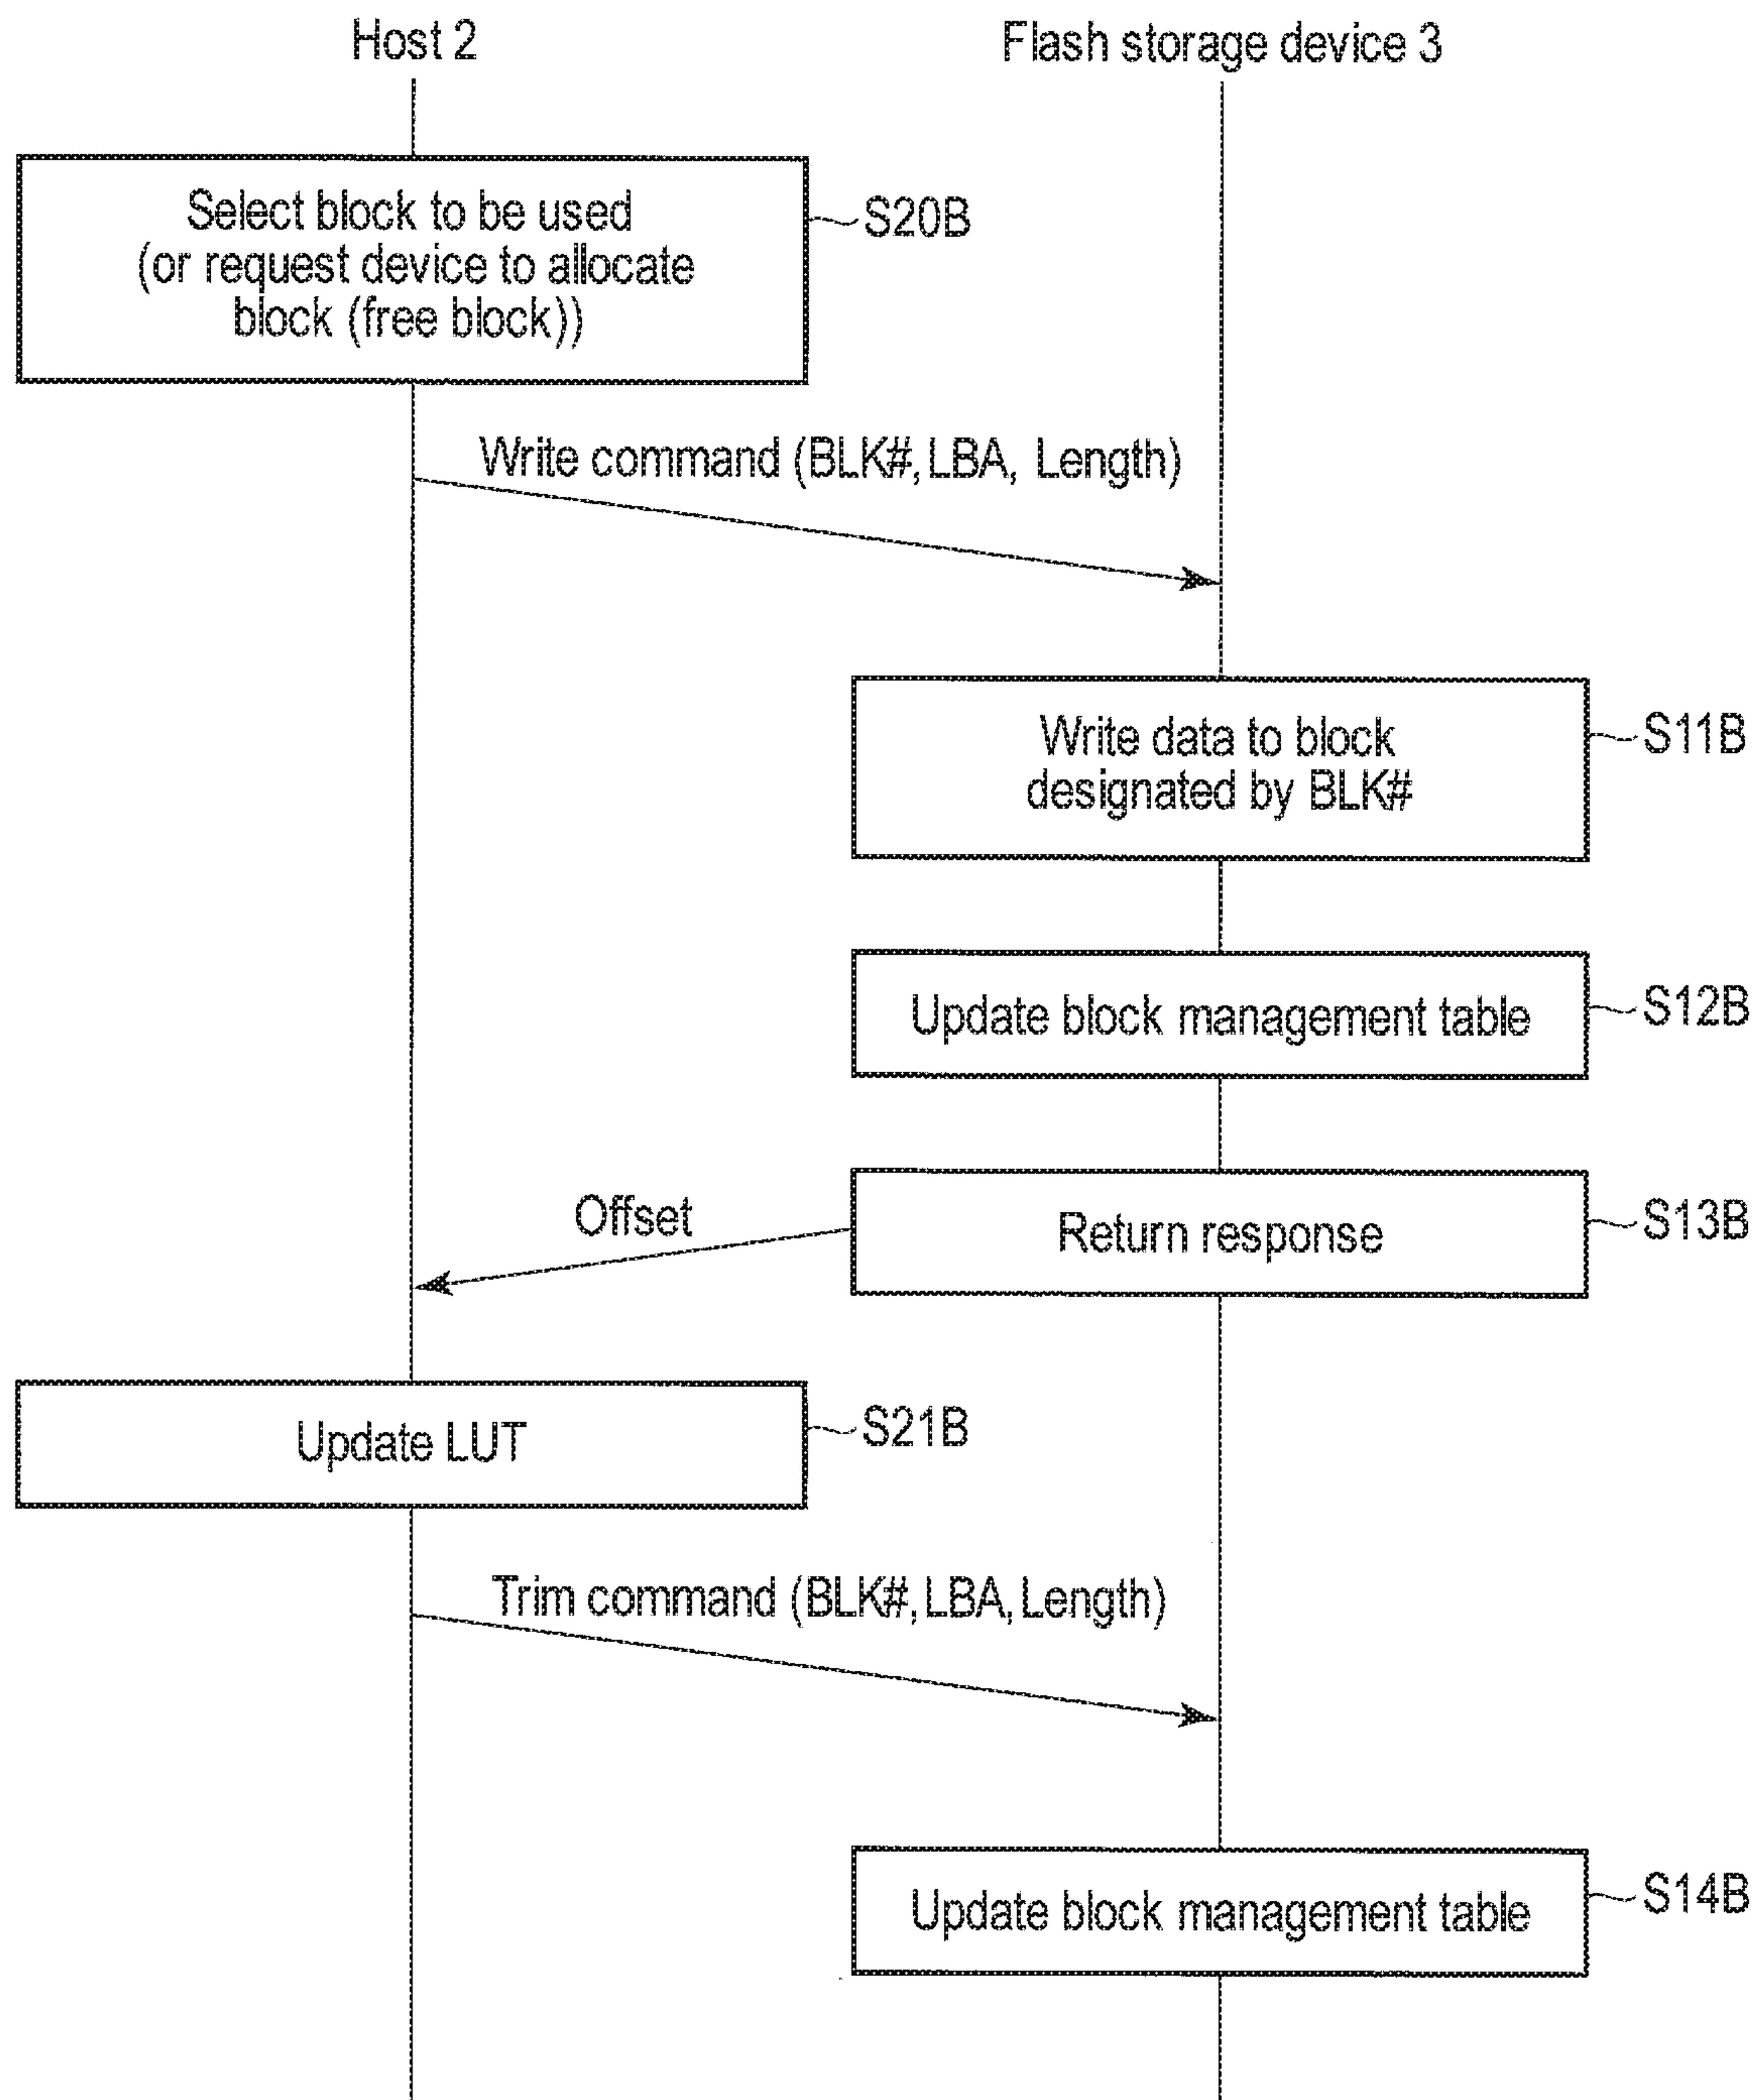 Host 2
Flash storage device 3
Select block to be used
(or request device to allocate
block (free block))
S20B
Write command (BLK#, LBA, Length)
Write data to block
designated by BLK#
S11B
Update block management table
S12B
Offset
Return response
S13B
Update LUT
S21B
Trim command (BLK#, LBA, Length)
Update block management table
S14B